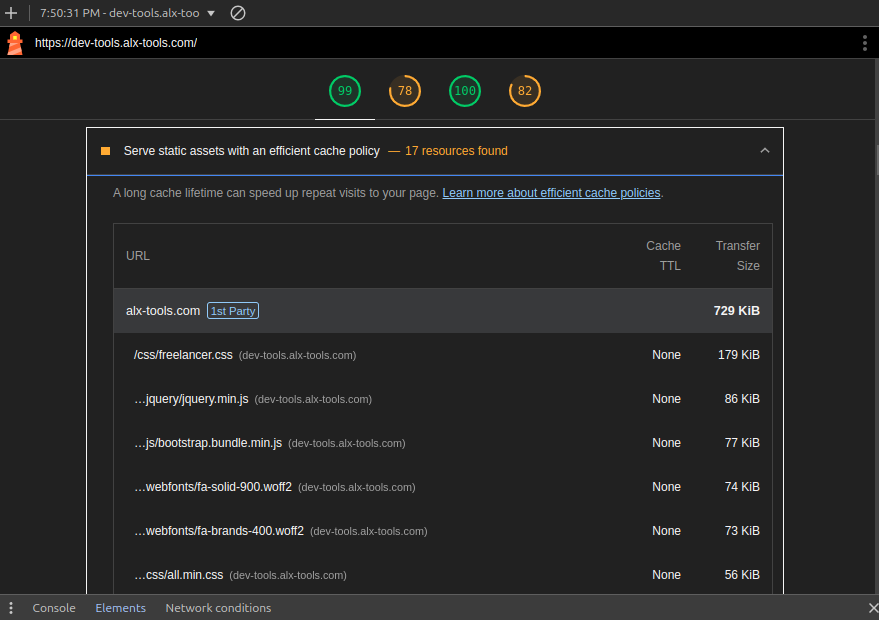 7:50:31 PM - dev-tools.alx-too
https://dev-tools.alx-tools.com/
99 78 100 82
Serve static assets with an efficient cache policy — 17 resources found
A long cache lifetime can speed up repeat visits to your page. Learn more about efficient cache policies.
URL Cache TTL Transfer Size
alx-tools.com 1st Party 729 KiB
/css/freelancer.css (dev-tools.alx-tools.com) None 179 KiB
…jquery/jquery.min.js (dev-tools.alx-tools.com) None 86 KiB
…js/bootstrap.bundle.min.js (dev-tools.alx-tools.com) None 77 KiB
…webfonts/fa-solid-900.woff2 (dev-tools.alx-tools.com) None 74 KiB
…webfonts/fa-brands-400.woff2 (dev-tools.alx-tools.com) None 73 KiB
…css/all.min.css (dev-tools.alx-tools.com) None 56 KiB
Console Elements Network conditions